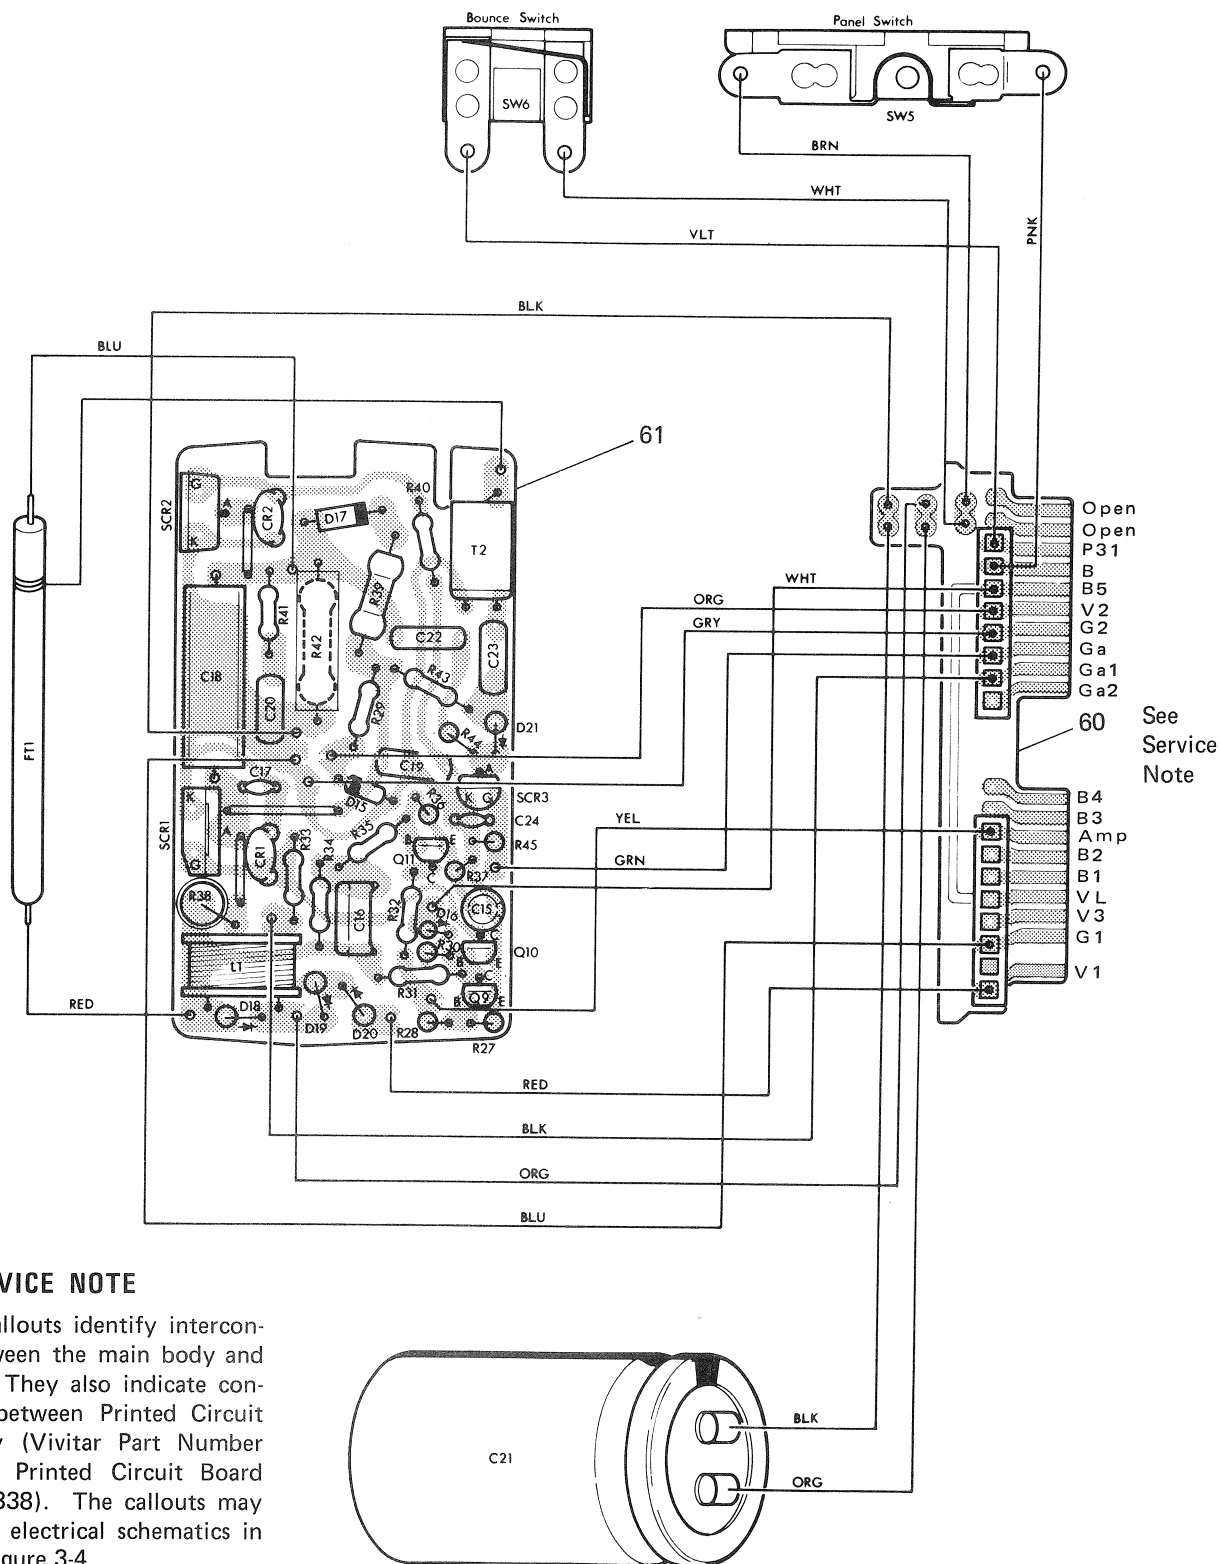 Bounce Switch
Panel Switch
SW6
SW5
BRN
WHT
PNK
VLT
BLK
BLU
61
SCR2
G
A
K
CR2
D17
R40
T2
R41
R42
R39
C22
C23
C18
C20
R29
R43
R44
D21
C19
C17
D15
R36
A
K G
SCR3
C24
K
SCR1
A
G
CR1
R33
R34
R35
B
E
Q11
C
R45
R37
R38
C16
R32
D16
C15
R30
C
Q10
B
E
L1
R31
C
Q9
B
E
D18
D19
D20
R28
R27
FT1
RED
WHT
ORG
GRY
YEL
GRN
Open
Open
P31
B
B5
V2
G2
Ga
Ga1
Ga2
60
See
Service
Note
B4
B3
Amp
B2
B1
VL
V3
G1
V1
RED
BLK
ORG
BLU
VICE NOTE
allouts identify intercon-
ween the main body and
They also indicate con-
between Printed Circuit
y (Vivitar Part Number
Printed Circuit Board
338). The callouts may
electrical schematics in
igure 3-4
C21
BLK
ORG